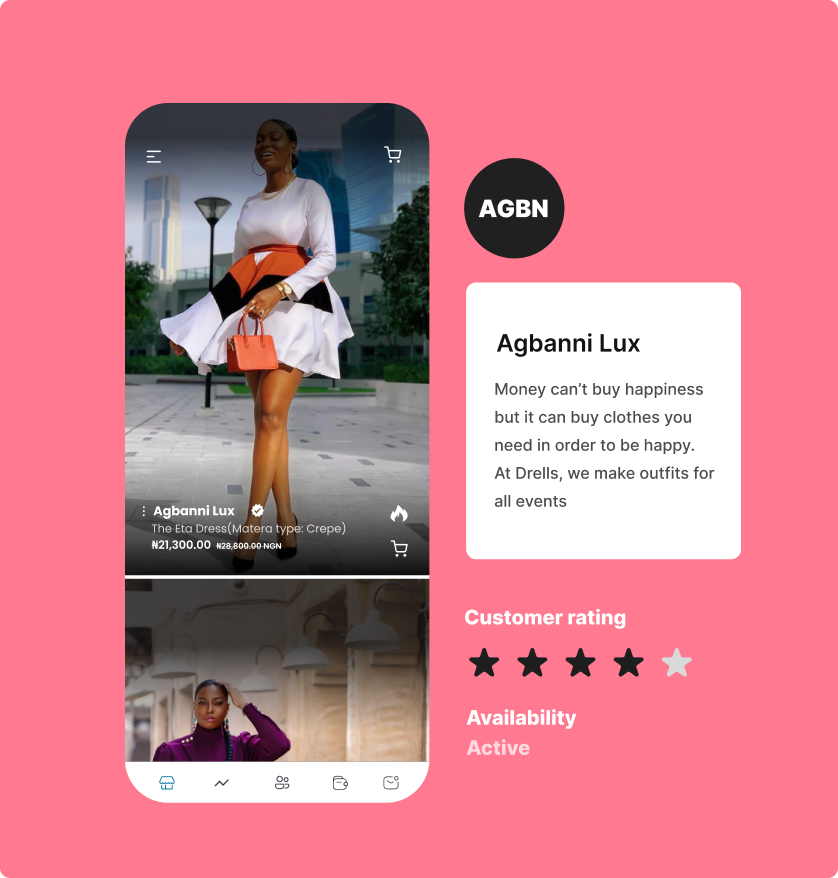 AGBN
Agbanni Lux
Money can’t buy happiness
but it can buy clothes you
need in order to be happy.
At Drells, we make outfits for
all events
Agbanni Lux
The Eta Dress(Matera type: Crepe)
₦21,300.00 ₦28,800.00 NGN
Customer rating
Availability
Active